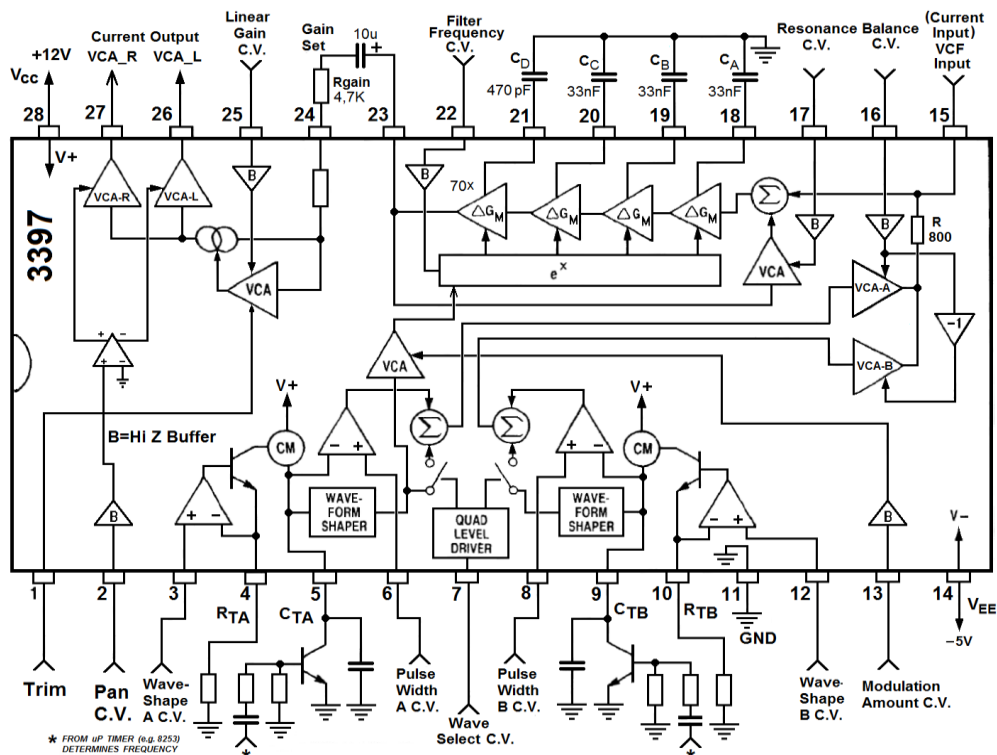 +12V
VCC
Current Output
VCA_R VCA_L
Linear
Gain
C.V.
Gain
Set
10u
+
Rgain
4,7K
Filter
Frequency
C.V.
CD
470 pF
CC
33nF
CB
33nF
CA
33nF
Resonance
C.V.
Balance
C.V.
(Current
Input)
VCF
Input
28
27
26
25
24
23
22
21
20
19
18
17
16
15
V+
VCA-R
VCA-L
B
B
70x
△GM
△GM
△GM
△GM
Σ
B
B
R
800
3397
VCA
e^x
VCA
VCA-A
-1
VCA-B
+ −
+ −
VCA
B=Hi Z Buffer
V+
CM
− +
Σ
Σ
− +
V+
CM
B
+ −
WAVE-
FORM
SHAPER
QUAD
LEVEL
DRIVER
WAVE-
FORM
SHAPER
− +
B
V−
1
2
3
4
5
6
7
8
9
10
11
12
13
14
RTA
CTA
CTB
RTB
GND
VEE
−5V
Trim
Pan
C.V.
Wave-
Shape
A C.V.
Pulse
Width
A C.V.
Wave
Select C.V.
Pulse
Width
B C.V.
Wave-
Shape
B C.V.
Modulation
Amount C.V.
* FROM uP TIMER (e.g. 8253)
DETERMINES FREQUENCY
*
*